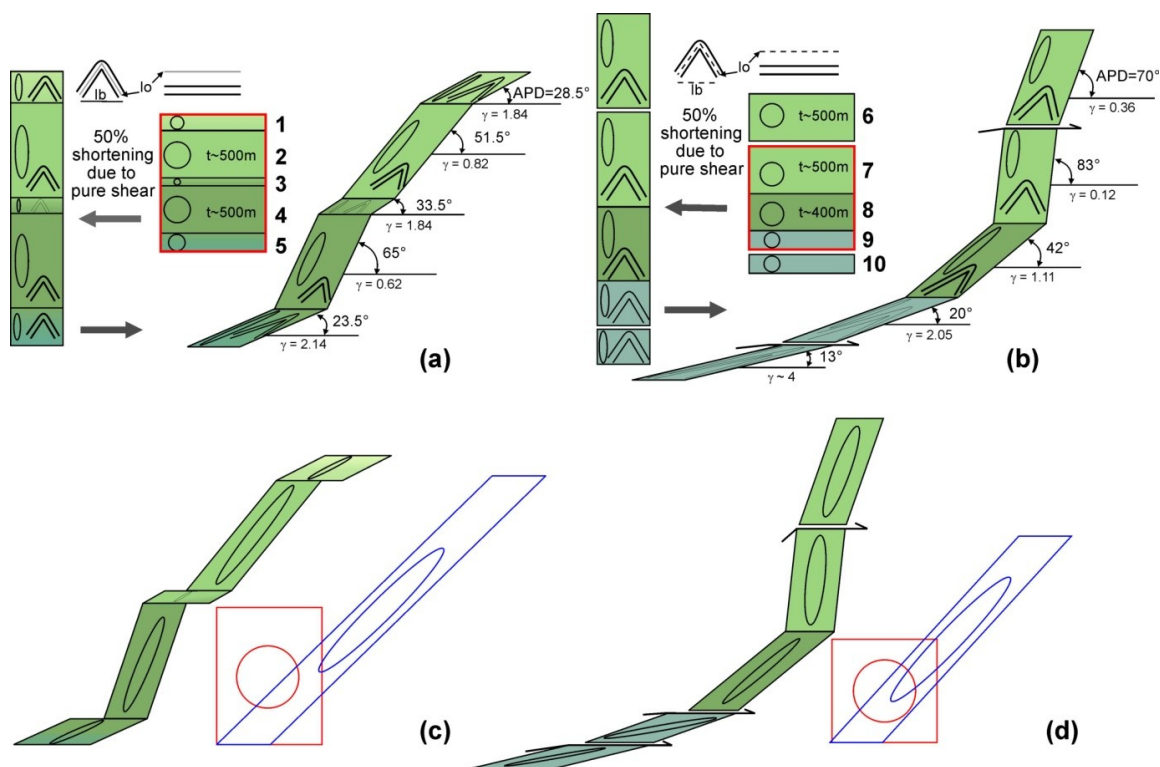 lb
lo
50%
shortening
due to
pure shear
1
2
t~500m
3
4
t~500m
5
APD=28.5°
γ = 1.84
51.5°
γ = 0.82
33.5°
γ = 1.84
65°
γ = 0.62
23.5°
γ = 2.14
(a)
lb
lo
50%
shortening
due to
pure shear
t~500m
6
t~500m
7
t~400m
8
9
10
APD=70°
γ = 0.36
83°
γ = 0.12
42°
γ = 1.11
20°
γ = 2.05
13°
γ ~ 4
(b)
(c)
(d)